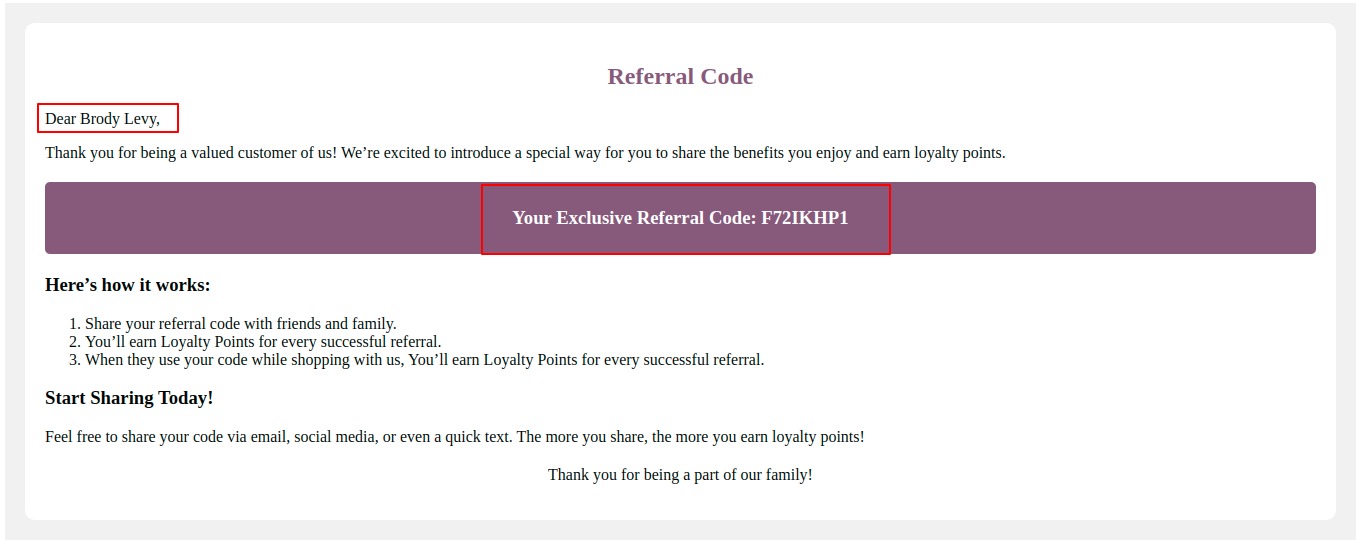 Referral Code
Dear Brody Levy,
Thank you for being a valued customer of us! We’re excited to introduce a special way for you to share the benefits you enjoy and earn loyalty points.
Your Exclusive Referral Code: F72IKHP1
Here’s how it works:
1. Share your referral code with friends and family.
2. You’ll earn Loyalty Points for every successful referral.
3. When they use your code while shopping with us, You’ll earn Loyalty Points for every successful referral.
Start Sharing Today!
Feel free to share your code via email, social media, or even a quick text. The more you share, the more you earn loyalty points!
Thank you for being a part of our family!